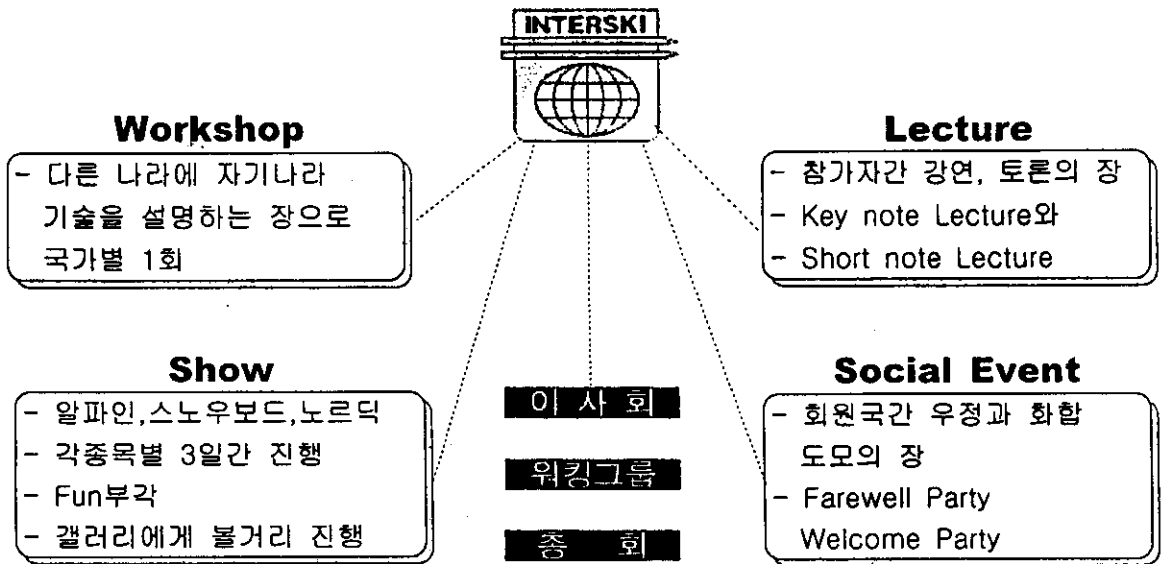 INTERSKI
Workshop
- 다른 나라에 자기나라
기술을 설명하는 장으로
국가별 1회
Lecture
- 참가자간 강연, 토론의 장
- Key note Lecture와
- Short note Lecture
Show
- 알파인,스노우보드,노르딕
- 각종목별 3일간 진행
- Fun부각
- 갤러리에게 볼거리 진행
이 사 회
워킹그룹
총 회
Social Event
- 회원국간 우정과 화합
도모의 장
- Farewell Party
Welcome Party